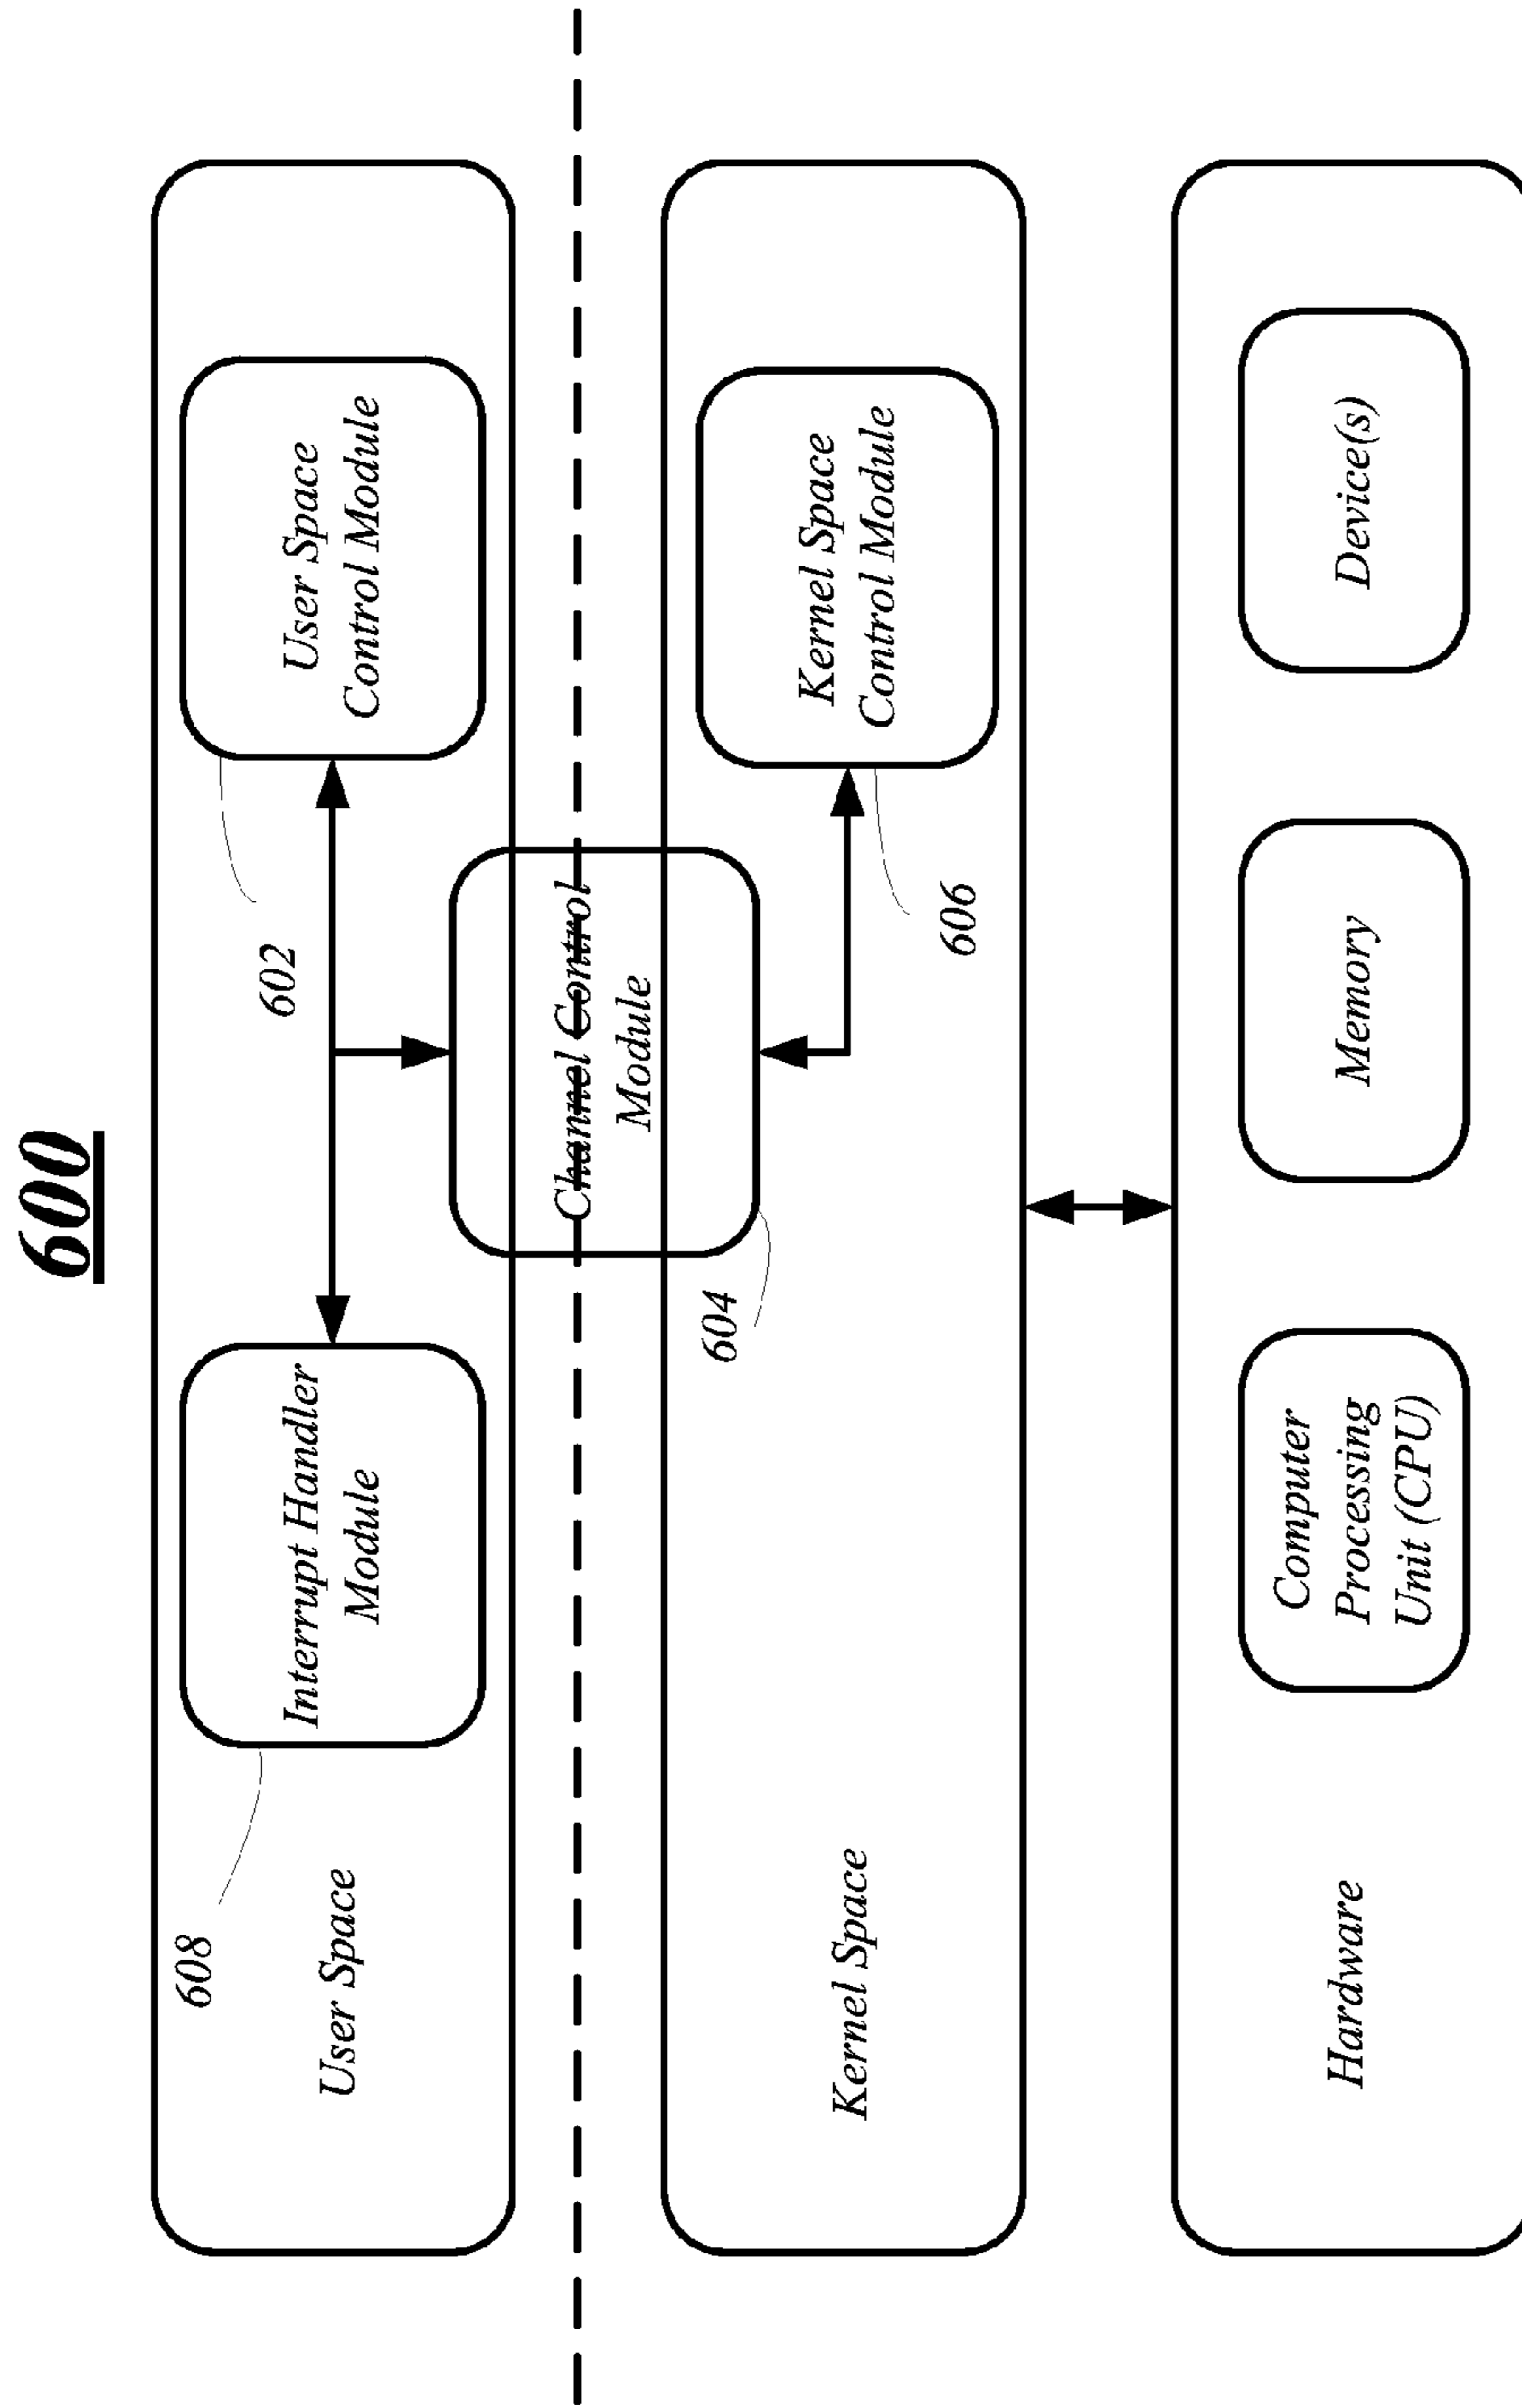 600
608
User Space
Interrupt Handler
Module
602
User Space
Control Module
Channel Control
Module
604
Kernel Space
606
Kernel Space
Control Module
Hardware
Computer
Processing
Unit (CPU)
Memory
Device(s)